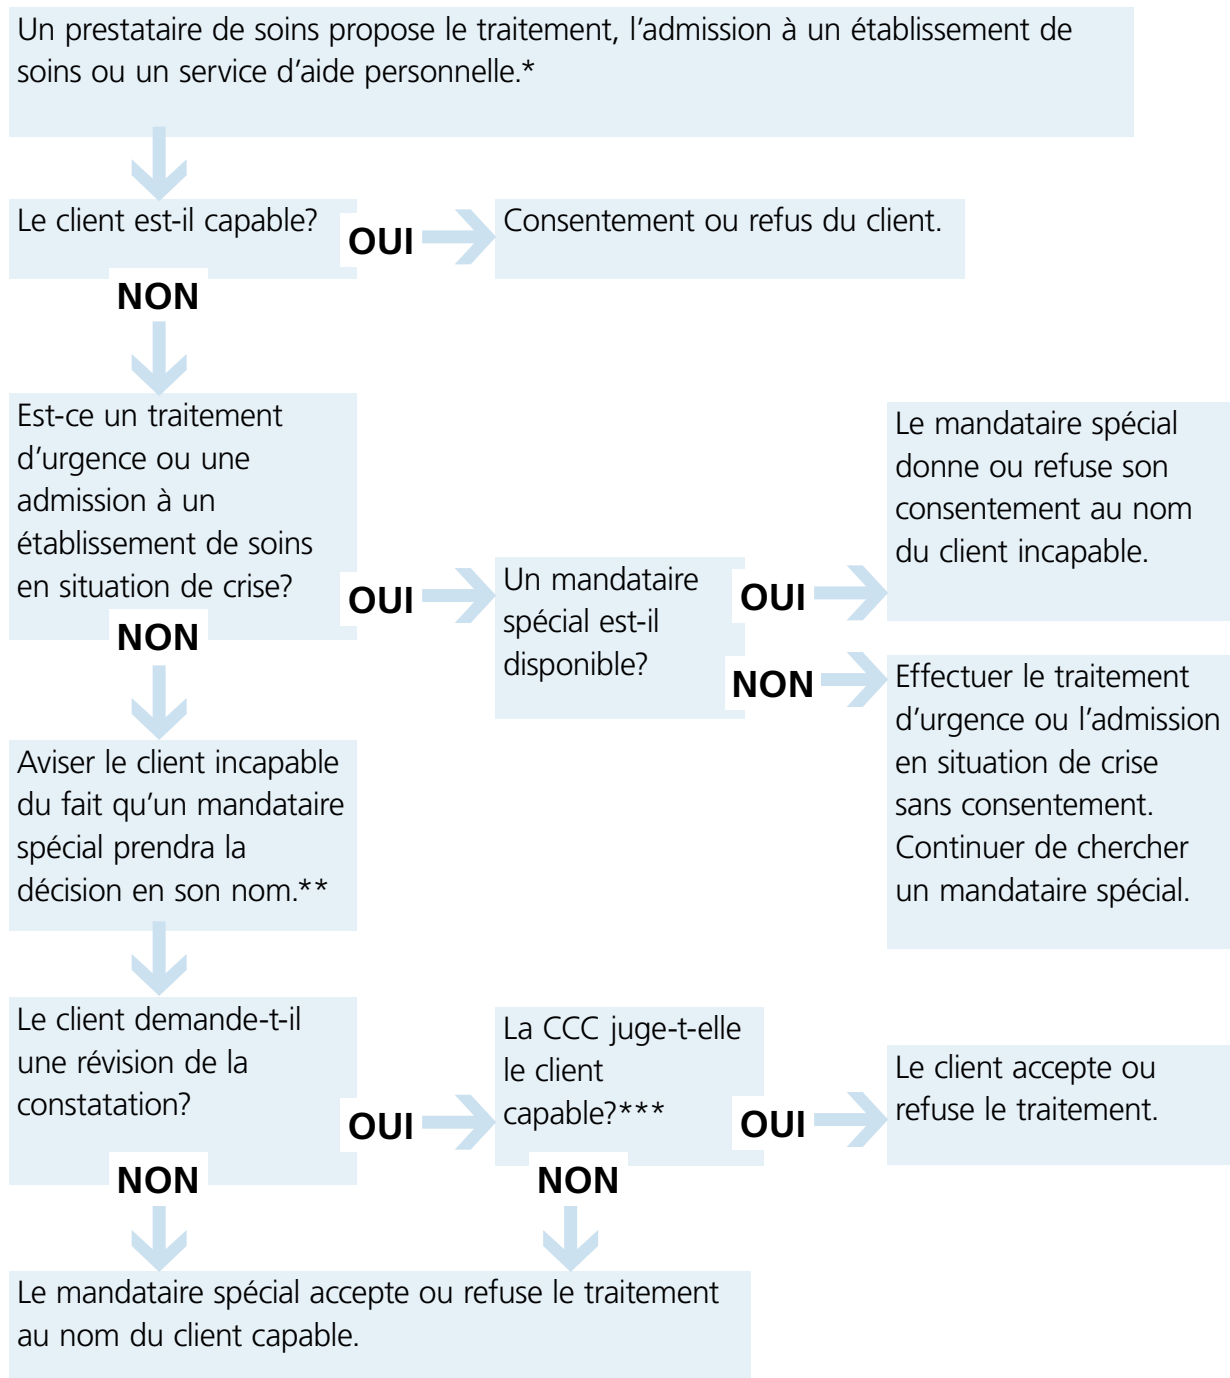 Un prestataire de soins propose le traitement, l’admission à un établissement de
soins ou un service d’aide personnelle.*
Le client est-il capable?
OUI
Consentement ou refus du client.
NON
Est-ce un traitement
d’urgence ou une
admission à un
établissement de soins
en situation de crise?
OUI
Un mandataire
spécial est-il
disponible?
OUI
Le mandataire spécial
donne ou refuse son
consentement au nom
du client incapable.
NON
Effectuer le traitement
d’urgence ou l’admission
en situation de crise
sans consentement.
Continuer de chercher
un mandataire spécial.
NON
Aviser le client incapable
du fait qu’un mandataire
spécial prendra la
décision en son nom.**
Le client demande-t-il
une révision de la
constatation?
OUI
La CCC juge-t-elle
le client
capable?***
OUI
Le client accepte ou
refuse le traitement.
NON
NON
Le mandataire spécial accepte ou refuse le traitement
au nom du client capable.